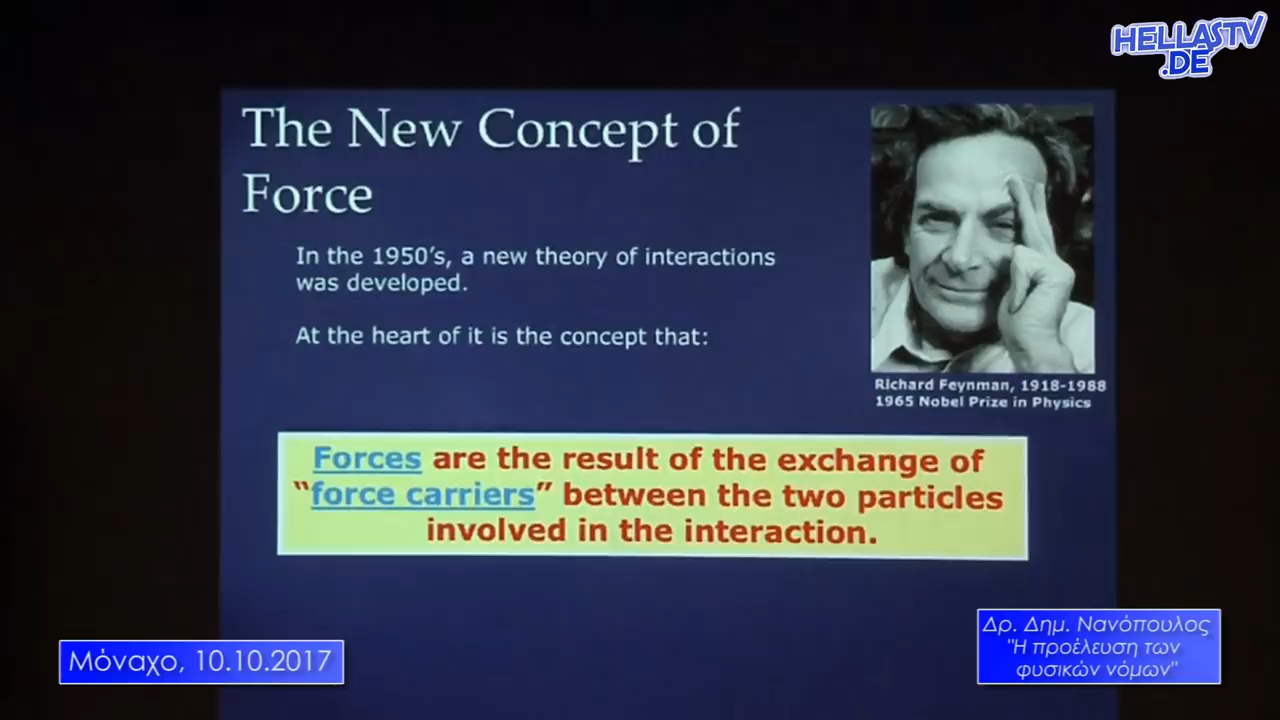 HELLASTV
.DE
The New Concept of
Force
In the 1950's, a new theory of interactions
was developed.
At the heart of it is the concept that:
Richard Feynman, 1918-1988
1965 Nobel Prize in Physics
Forces are the result of the exchange of
“force carriers” between the two particles
involved in the interaction.
Μόναχο, 10.10.2017
Δρ. Δημ. Νανόπουλος
"Η προέλευση των
φυσικών νόμων"